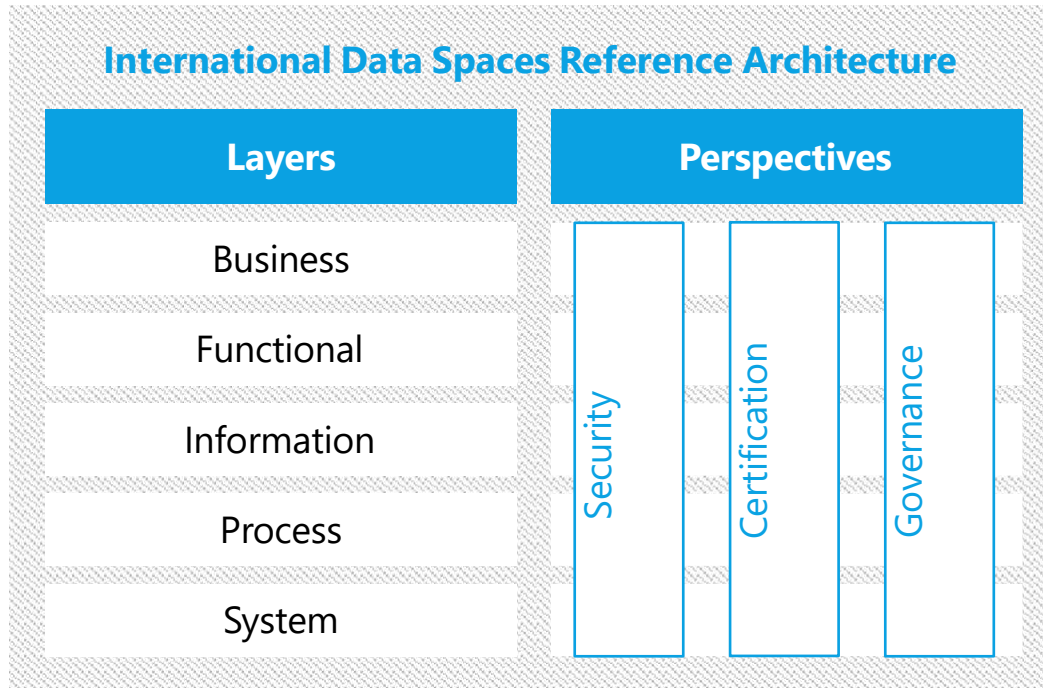 International Data Spaces Reference Architecture
Layers
Perspectives
Business
Functional
Information
Process
System
Security
Certification
Governance